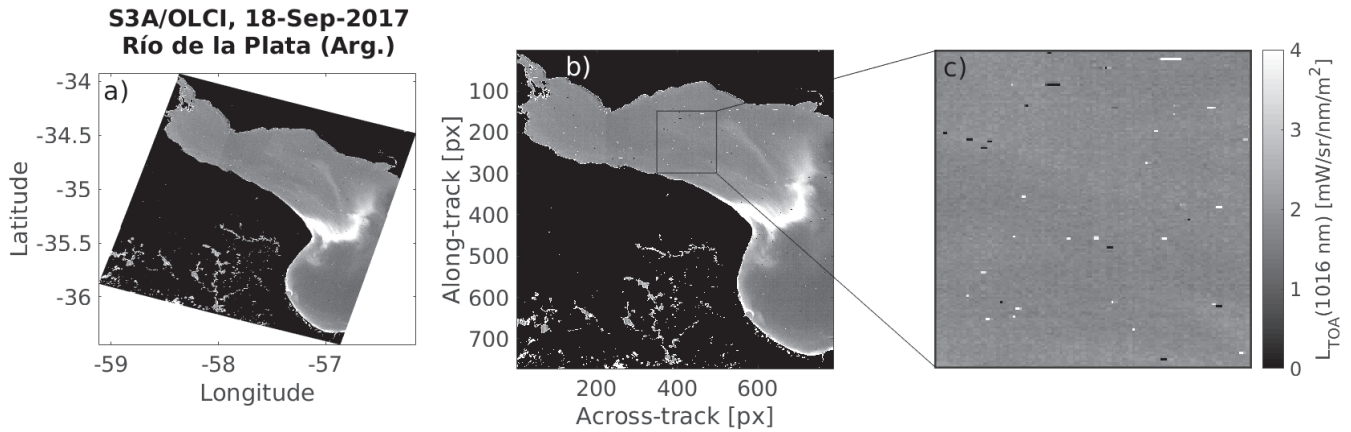 S3A/OLCI, 18-Sep-2017
Río de la Plata (Arg.)
a)
-34
-34.5
-35
-35.5
-36
Latitude
-59
-58
-57
Longitude
b)
100
200
300
400
500
600
700
Along-track [px]
200
400
600
Across-track [px]
c)
4
3
2
1
0
L_TOA(1016 nm) [mW/sr/nm/m²]